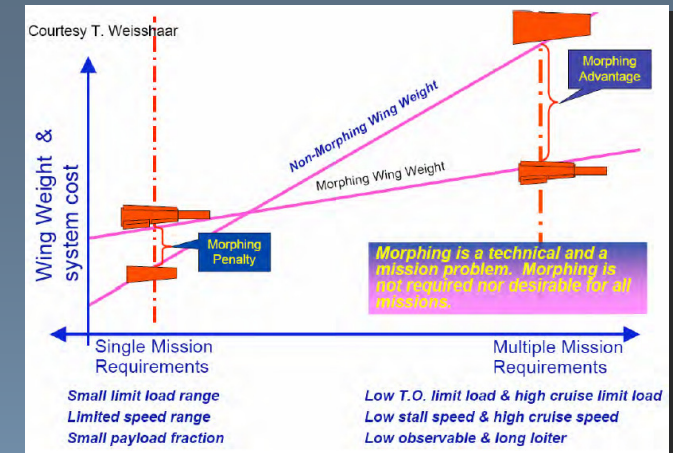 Courtesy T. Weisshaar
Wing Weight &
system cost
Non-Morphing Wing Weight
Morphing Wing Weight
Morphing
Advantage
Morphing
Penalty
Morphing is a technical and a
mission problem. Morphing is
not required nor desirable for all
missions.
Single Mission
Requirements
Multiple Mission
Requirements
Small limit load range
Limited speed range
Small payload fraction
Low T.O. limit load & high cruise limit load
Low stall speed & high cruise speed
Low observable & long loiter